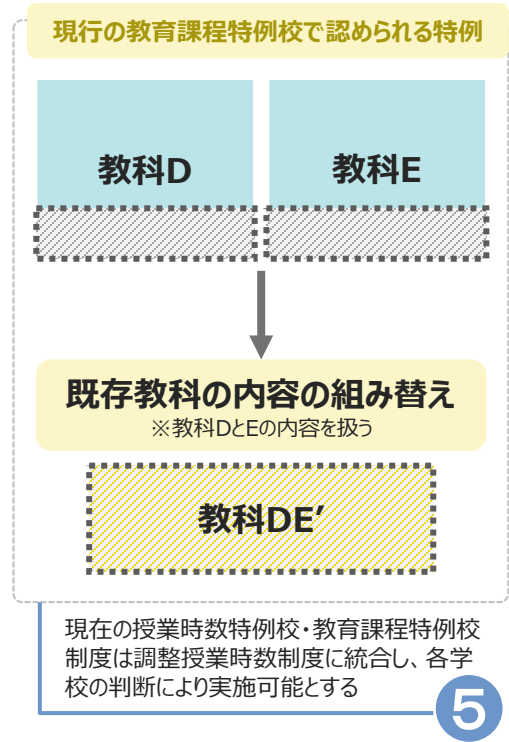 現行の教育課程特例校で認められる特例
教科D
教科E
既存教科の内容の組み替え
※教科DとEの内容を扱う
教科DE′
現在の授業時数特例校・教育課程特例校
制度は調整授業時数制度に統合し、各学
校の判断により実施可能とする
5